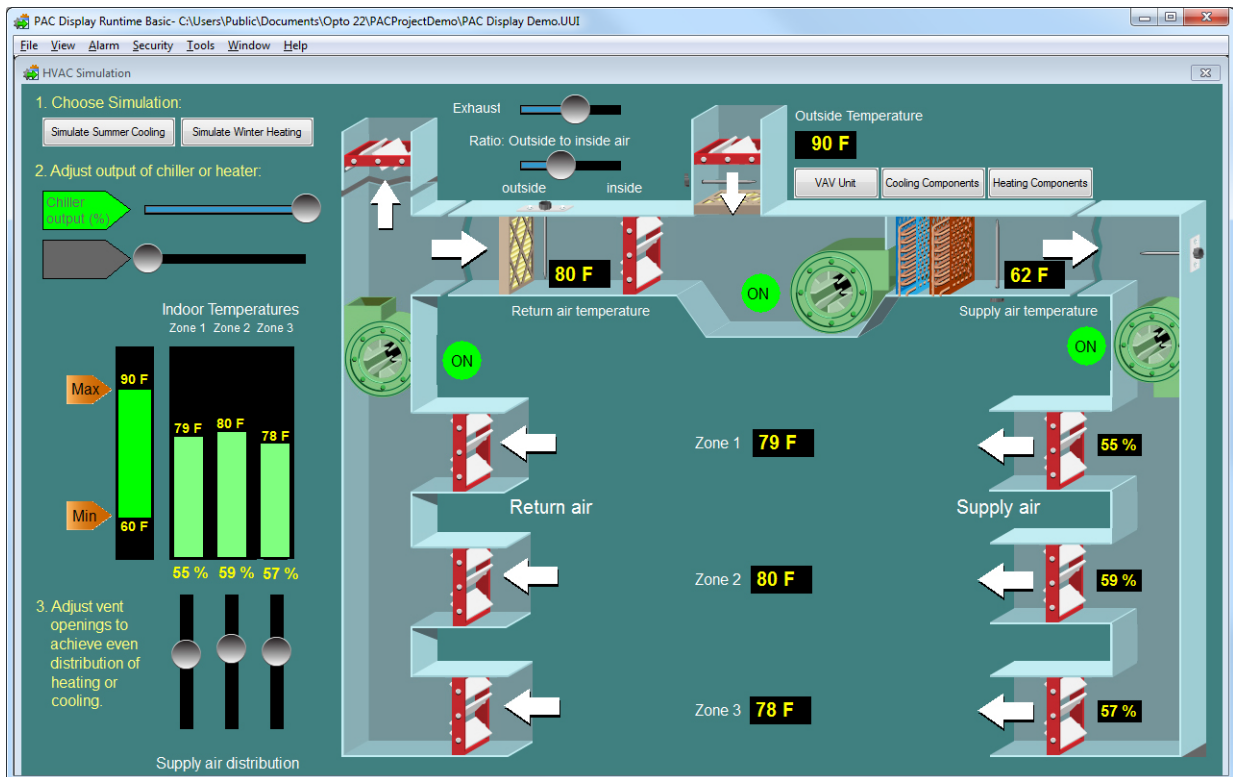 PAC Display Runtime Basic- C:\Users\Public\Documents\Opto 22\PACProjectDemo\PAC Display Demo.UUI
File View Alarm Security Tools Window Help
HVAC Simulation
1. Choose Simulation:
Simulate Summer Cooling
Simulate Winter Heating
2. Adjust output of chiller or heater:
Chiller
output (%)
Exhaust
Ratio: Outside to inside air
outside inside
Outside Temperature
90 F
VAV Unit
Cooling Components
Heating Components
80 F
Return air temperature
ON
62 F
Supply air temperature
ON
ON
Indoor Temperatures
Zone 1 Zone 2 Zone 3
Max
90 F
Min
60 F
79 F 80 F 78 F
55 % 59 % 57 %
3. Adjust vent
openings to
achieve even
distribution of
heating or
cooling.
Supply air distribution
Zone 1 79 F
55 %
Return air
Supply air
Zone 2 80 F
59 %
Zone 3 78 F
57 %